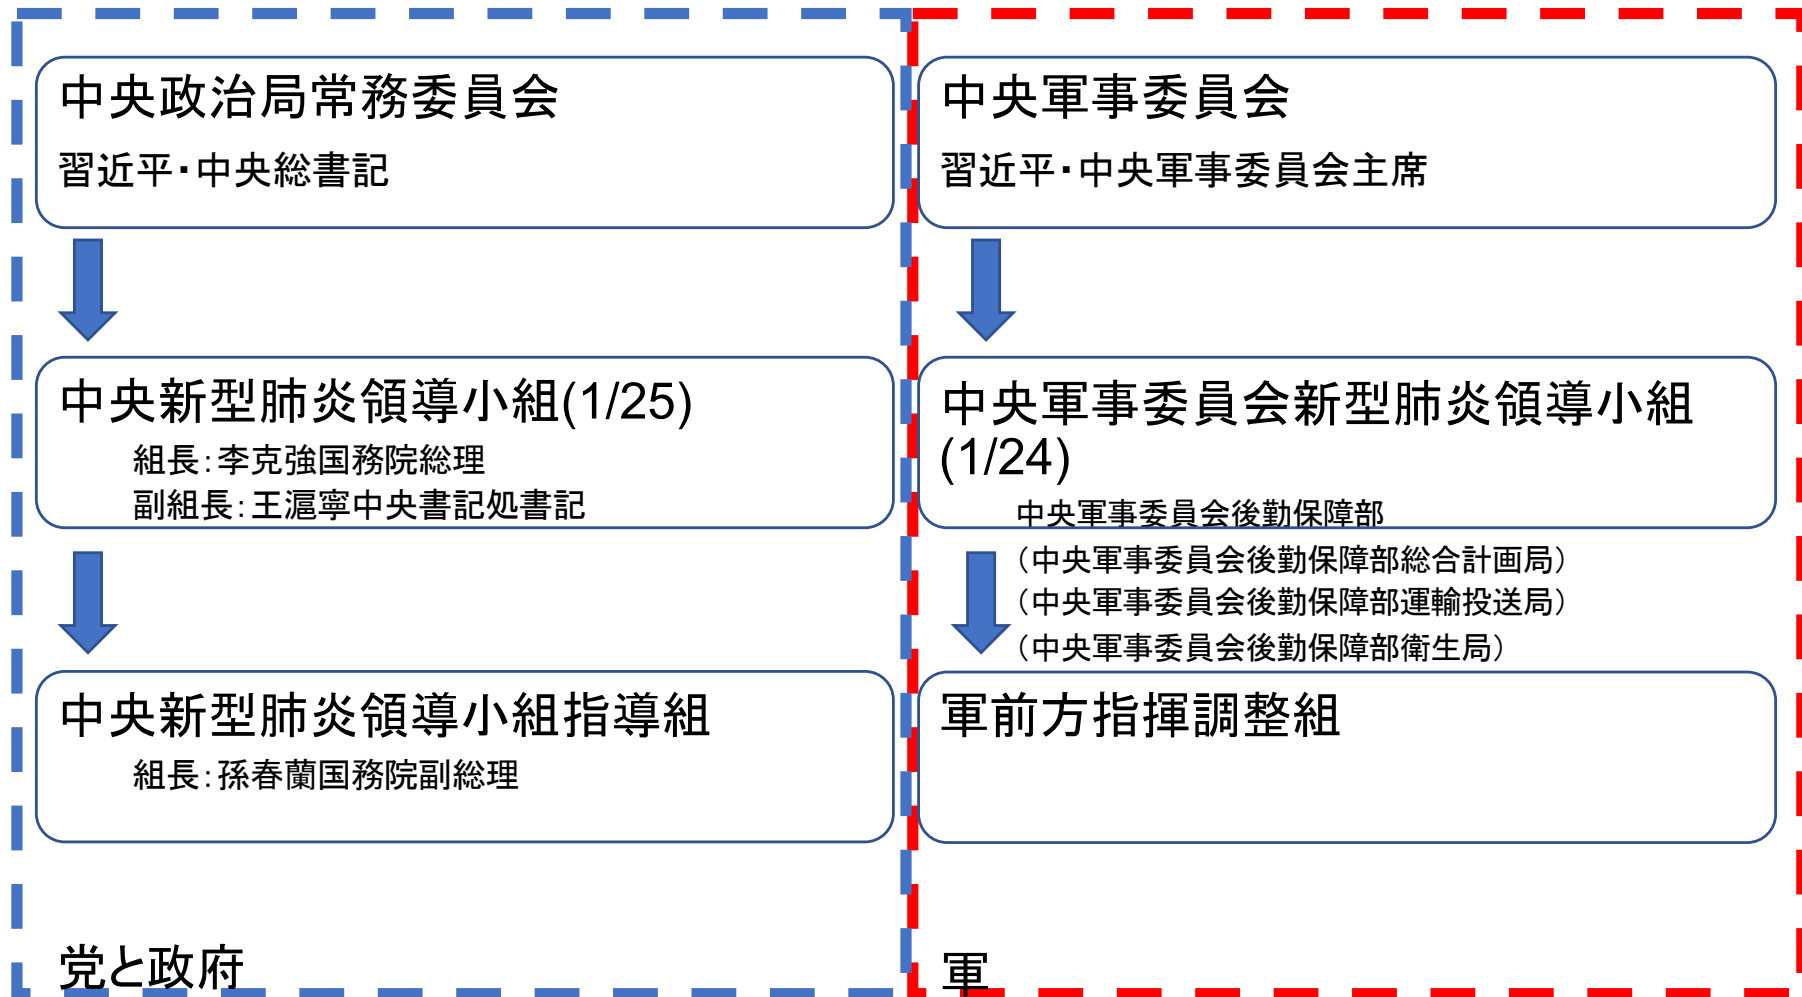 中央政治局常務委員会
習近平・中央総書記
中央新型肺炎領導小組(1/25)
組長：李克強国務院総理
副組長：王滬寧中央書記処書記
中央新型肺炎領導小組指導組
組長：孫春蘭国務院副総理
党と政府
中央軍事委員会
習近平・中央軍事委員会主席
中央軍事委員会新型肺炎領導小組
(1/24)
中央軍事委員会後勤保障部
（中央軍事委員会後勤保障部総合計画局）
（中央軍事委員会後勤保障部運輸投送局）
（中央軍事委員会後勤保障部衛生局）
軍前方指揮調整組
軍